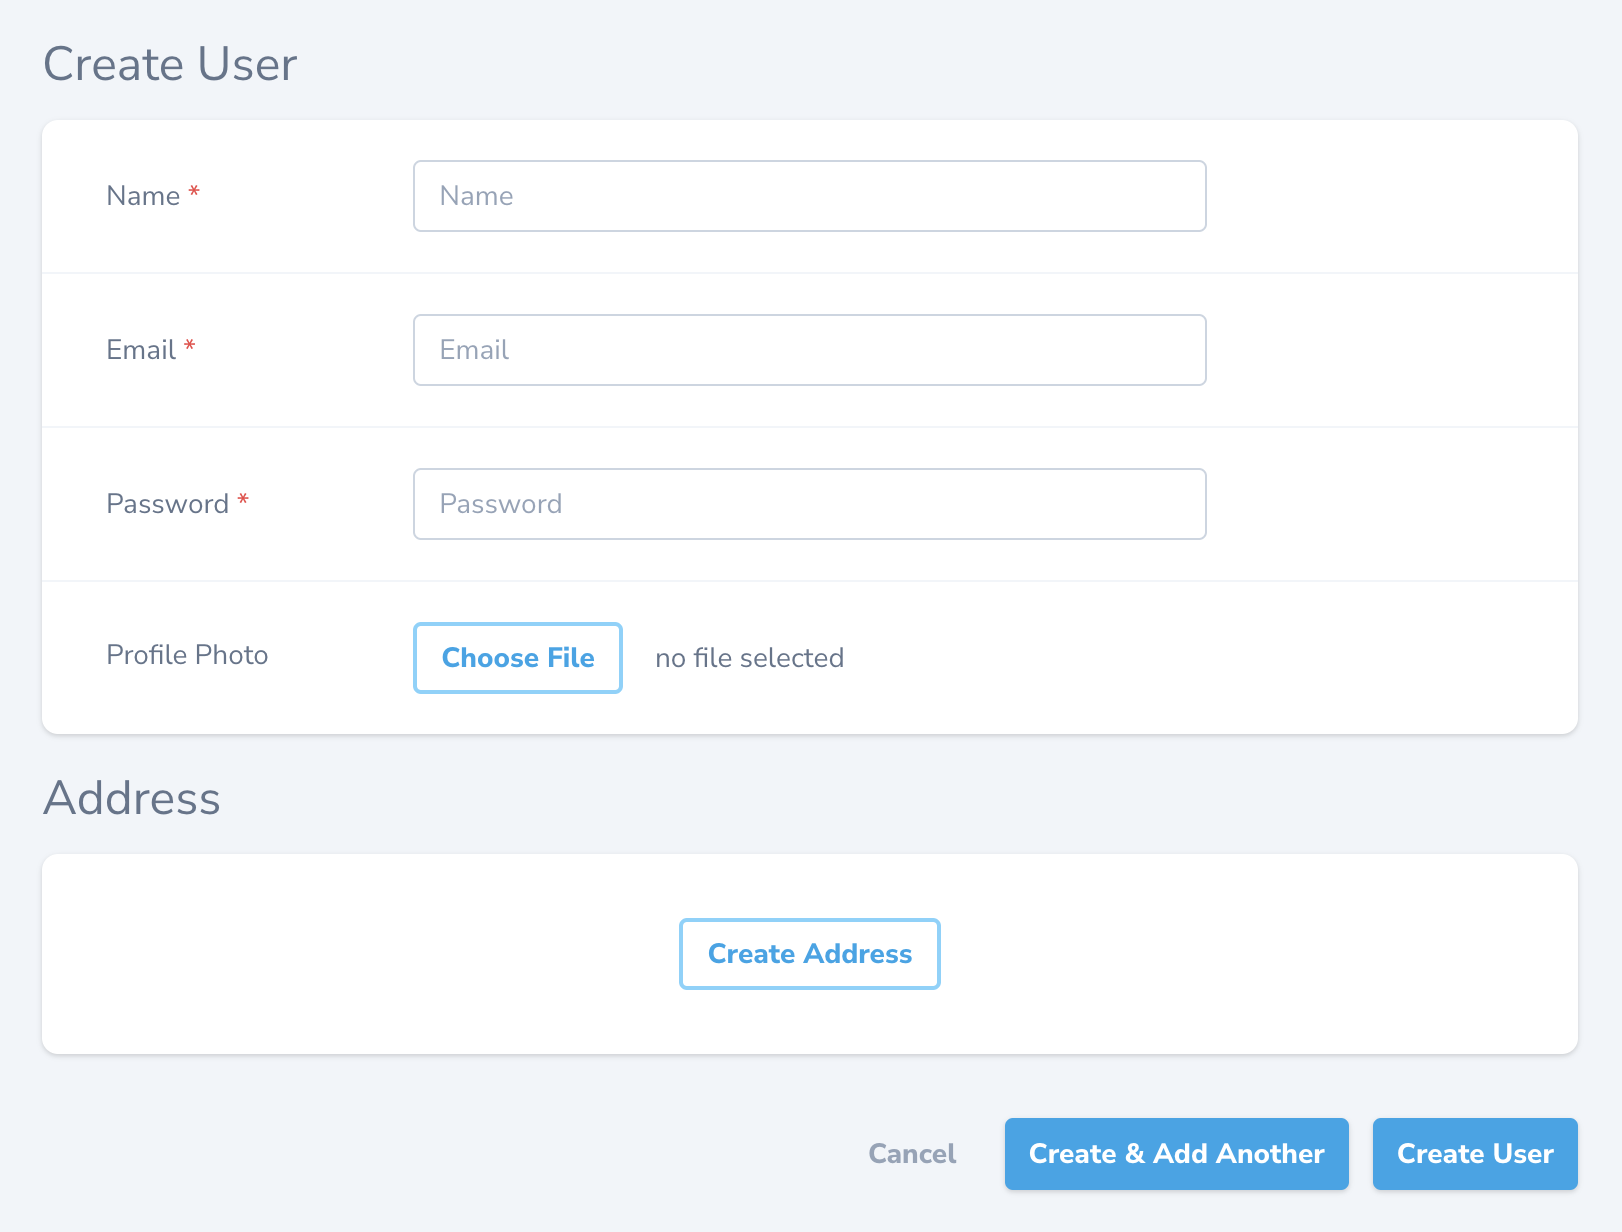 Create User
Name * Name
Email * Email
Password * Password
Profile Photo Choose File no file selected
Address
Create Address
Cancel Create & Add Another Create User